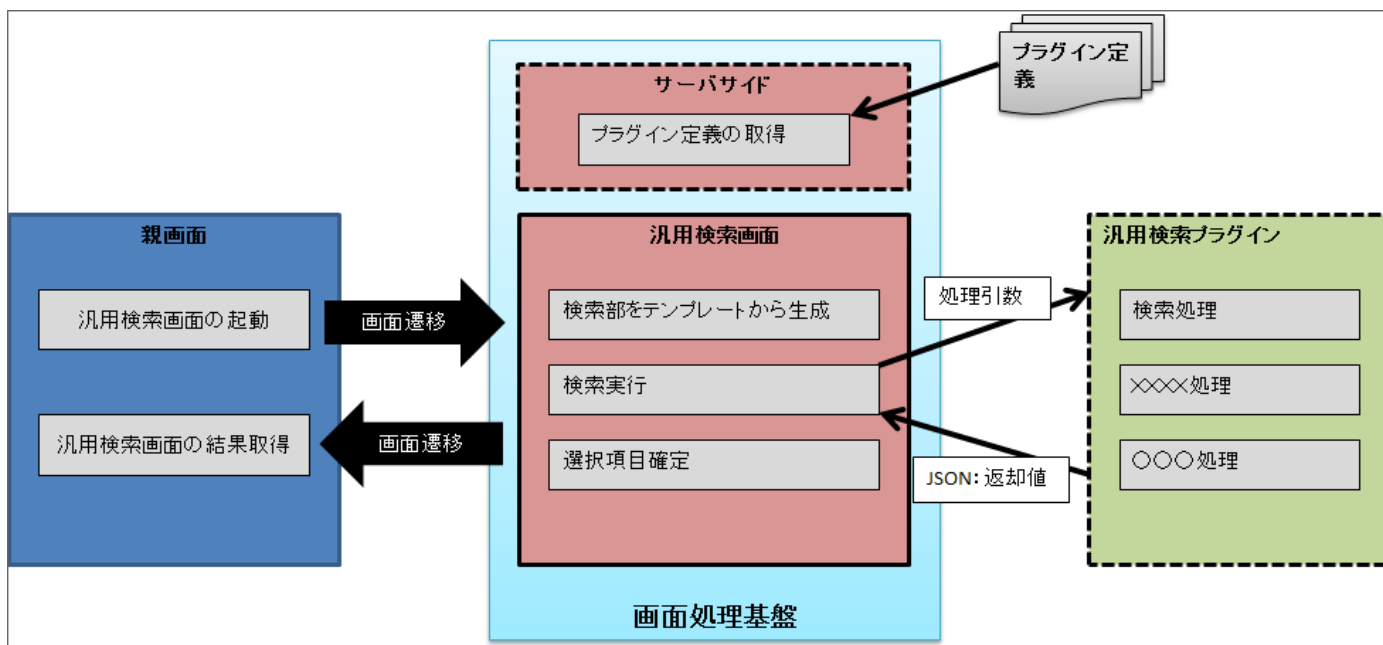 プラグイン定
義
サーバサイド
プラグイン定義の取得
親画面
汎用検索画面の起動
画面遷移
汎用検索画面の結果取得
画面遷移
汎用検索画面
検索部をテンプレートから生成
検索実行
選択項目確定
処理引数
JSON：返却値
汎用検索プラグイン
検索処理
××××処理
○○○処理
画面処理基盤